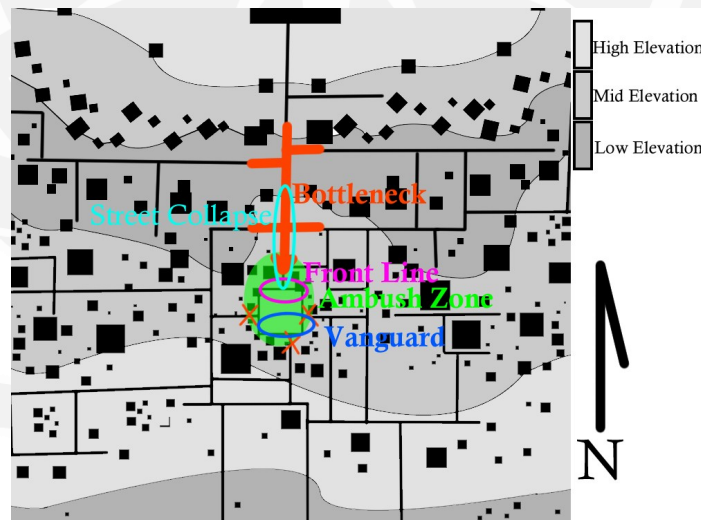 High Elevation
Mid Elevation
Low Elevation
Bottleneck
Street Collapse
Front Line
Ambush Zone
Vanguard
N